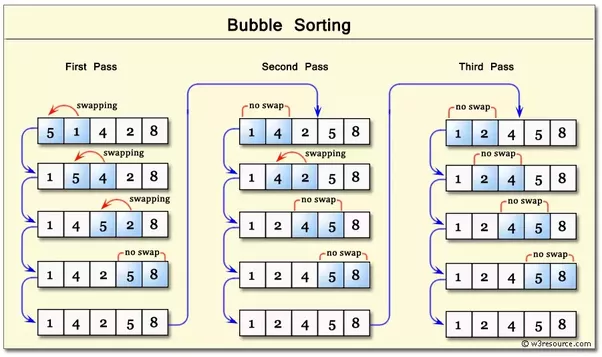 Bubble Sorting
First Pass
swapping
5 1 4 2 8
swapping
1 5 4 2 8
swapping
1 4 5 2 8
no swap
1 4 2 5 8
1 4 2 5 8
Second Pass
no swap
1 4 2 5 8
swapping
1 4 2 5 8
no swap
1 2 4 5 8
no swap
1 2 4 5 8
1 2 4 5 8
Third Pass
no swap
1 2 4 5 8
no swap
1 2 4 5 8
no swap
1 2 4 5 8
no swap
1 2 4 5 8
1 2 4 5 8
© w3resource.com